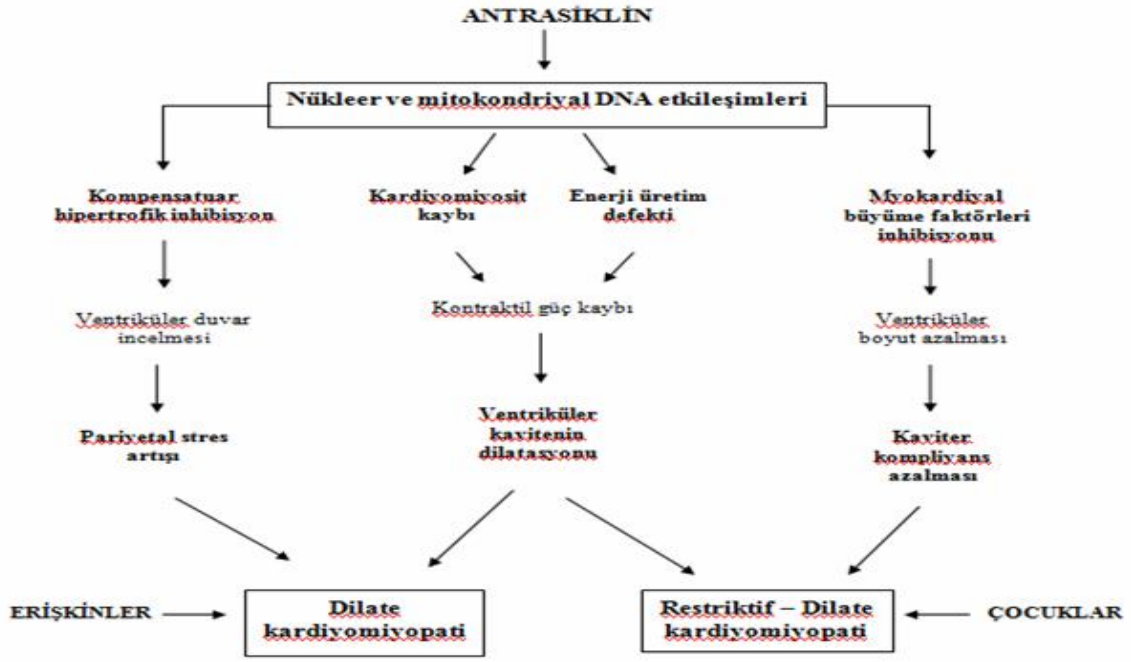 ANTRASİKLİN
Nükleer ve mitokondriyal DNA etkileşimleri
Kompensatuar
hipertrofik inhibisyon
Kardiyomiyosit
kaybı
Enerji üretim
defekti
Myokardiyal
büyüme faktörleri
inhibisyonu
Ventriküler duvar
incelmesi
Kontraktil güç kaybı
Ventriküler
boyut azalması
Pariyetal stres
artışı
Ventriküler
kavitenin
dilatasyonu
Kaviter
kompliyans
azalması
ERİŞKİNLER
Dilate
kardiyomiyopati
Restriktif – Dilate
kardiyomiyopati
ÇOCUKLAR